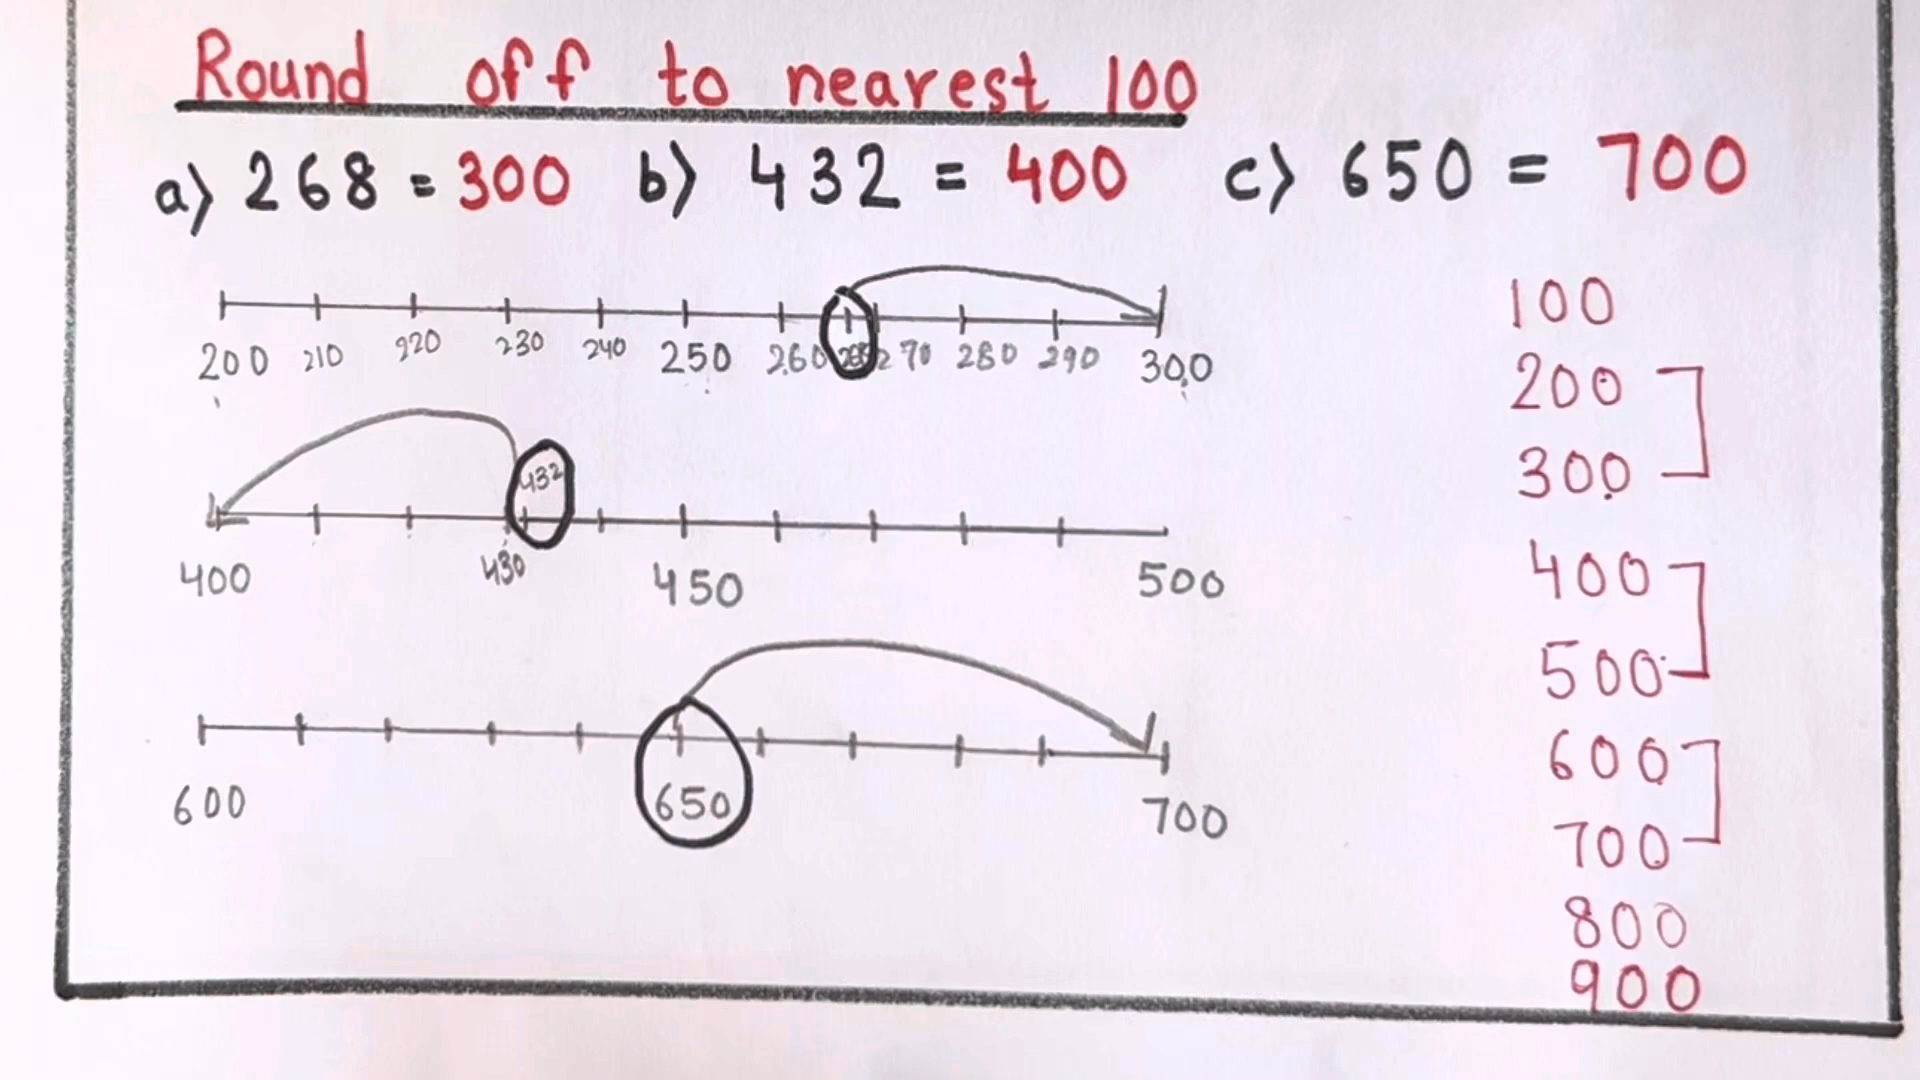 Round off to nearest 100
a) 268 = 300 b) 432 = 400 c) 650 = 700
200 210 220 230 240 250 260 268 270 280 290 300
432
400 430 450 500
600 650 700
100
200
300
400
500
600
700
800
900